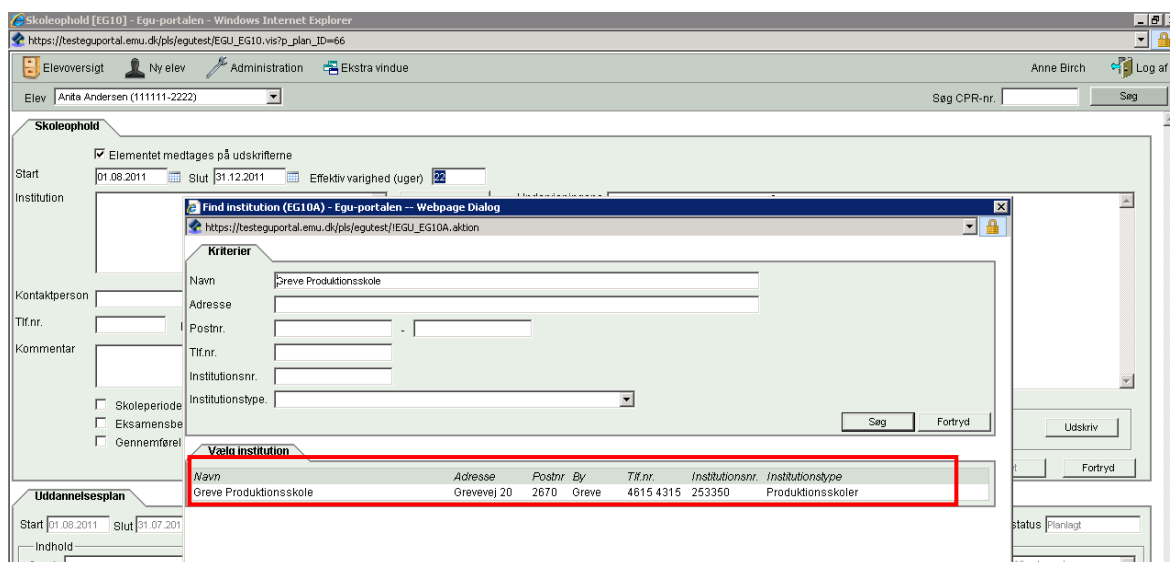 Skoleophold [EG10] - Egu-portalen - Windows Internet Explorer
https://testeguportal.emu.dk/pls/egutest/EGU_EG10.vis?p_plan_ID=66
Elevoversigt Ny elev Administration Ekstra vindue Anne Birch Log af
Elev Anita Andersen (111111-2222) Søg CPR-nr. Søg
Skoleophold
Elementet medtages på udskrifterne
Start 01.08.2011 Slut 31.12.2011 Effektiv varighed (uger) 22
Institution
Find institution (EG10A) - Egu-portalen -- Webpage Dialog
https://testeguportal.emu.dk/pls/egutest/!EGU_EG10A.aktion
Kriterier
Navn Greve Produktionsskole
Adresse
Postnr. -
Tlf.nr.
Institutionsnr.
Institutionstype.
Søg Fortryd
Vælg institution
Navn Adresse Postnr By Tlf.nr. Institutionsnr. Institutionstype
Greve Produktionsskole Grevevej 20 2670 Greve 4615 4315 253350 Produktionsskoler
Kontaktperson
Tlf.nr.
Kommentar
Skoleperiode
Eksamensbe
Gennemførel
Udskriv
Fortryd
Uddannelsesplan
Start 01.08.2011 Slut 31.07.201 status Planlagt
Indhold